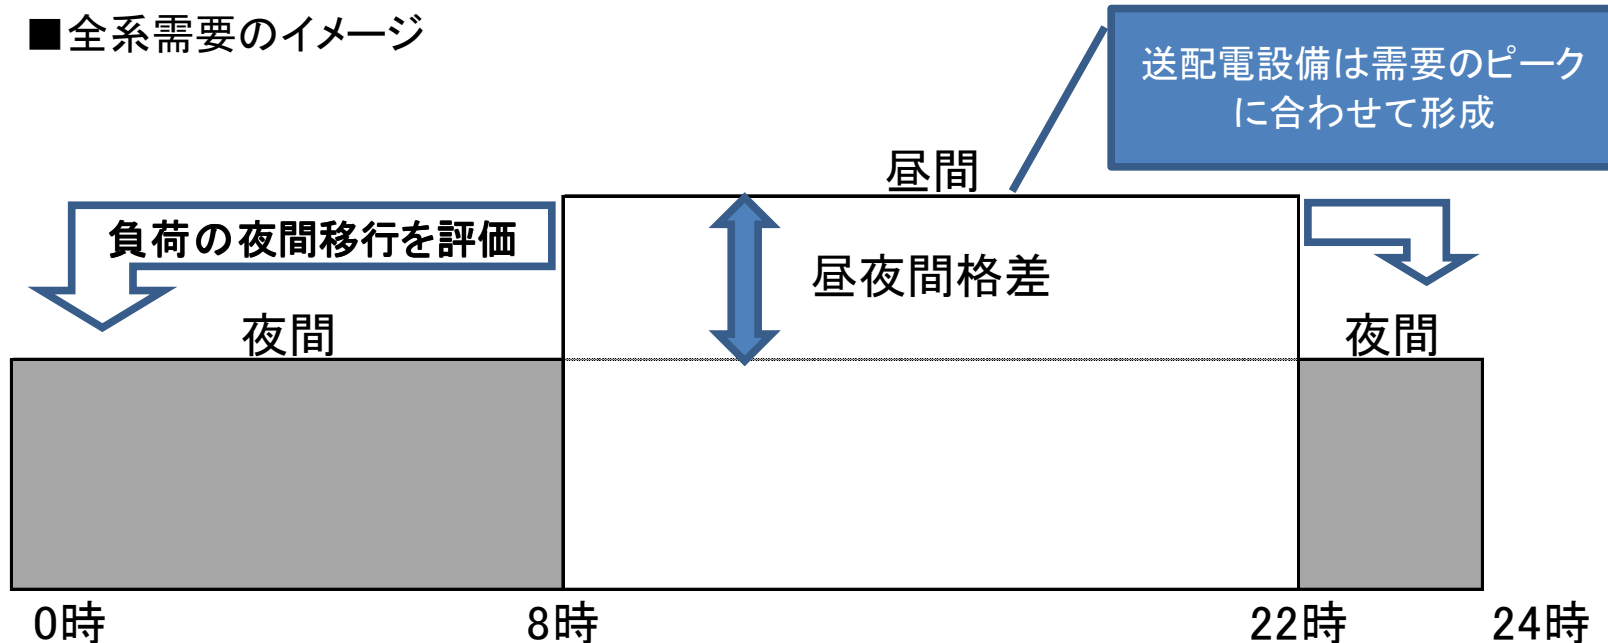 ■全系需要のイメージ
送配電設備は需要のピーク
に合わせて形成
昼間
負荷の夜間移行を評価
昼夜間格差
夜間
夜間
0時
8時
22時
24時